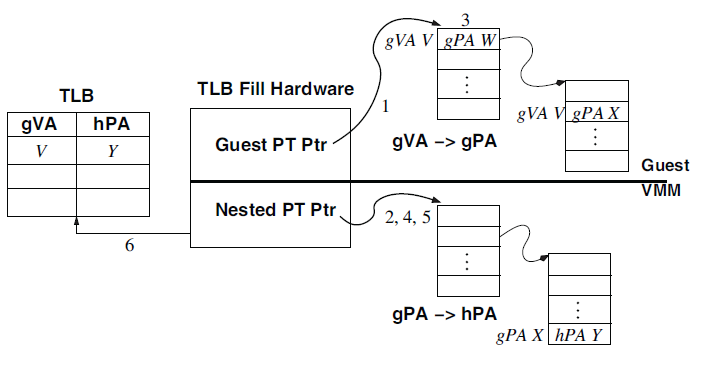 3
gVA V gPA W
TLB
TLB Fill Hardware
1
gVA hPA
gVA V gPA X
V Y
Guest PT Ptr
gVA –> gPA
Guest
VMM
Nested PT Ptr
2, 4, 5
6
gPA –> hPA
gPA X hPA Y